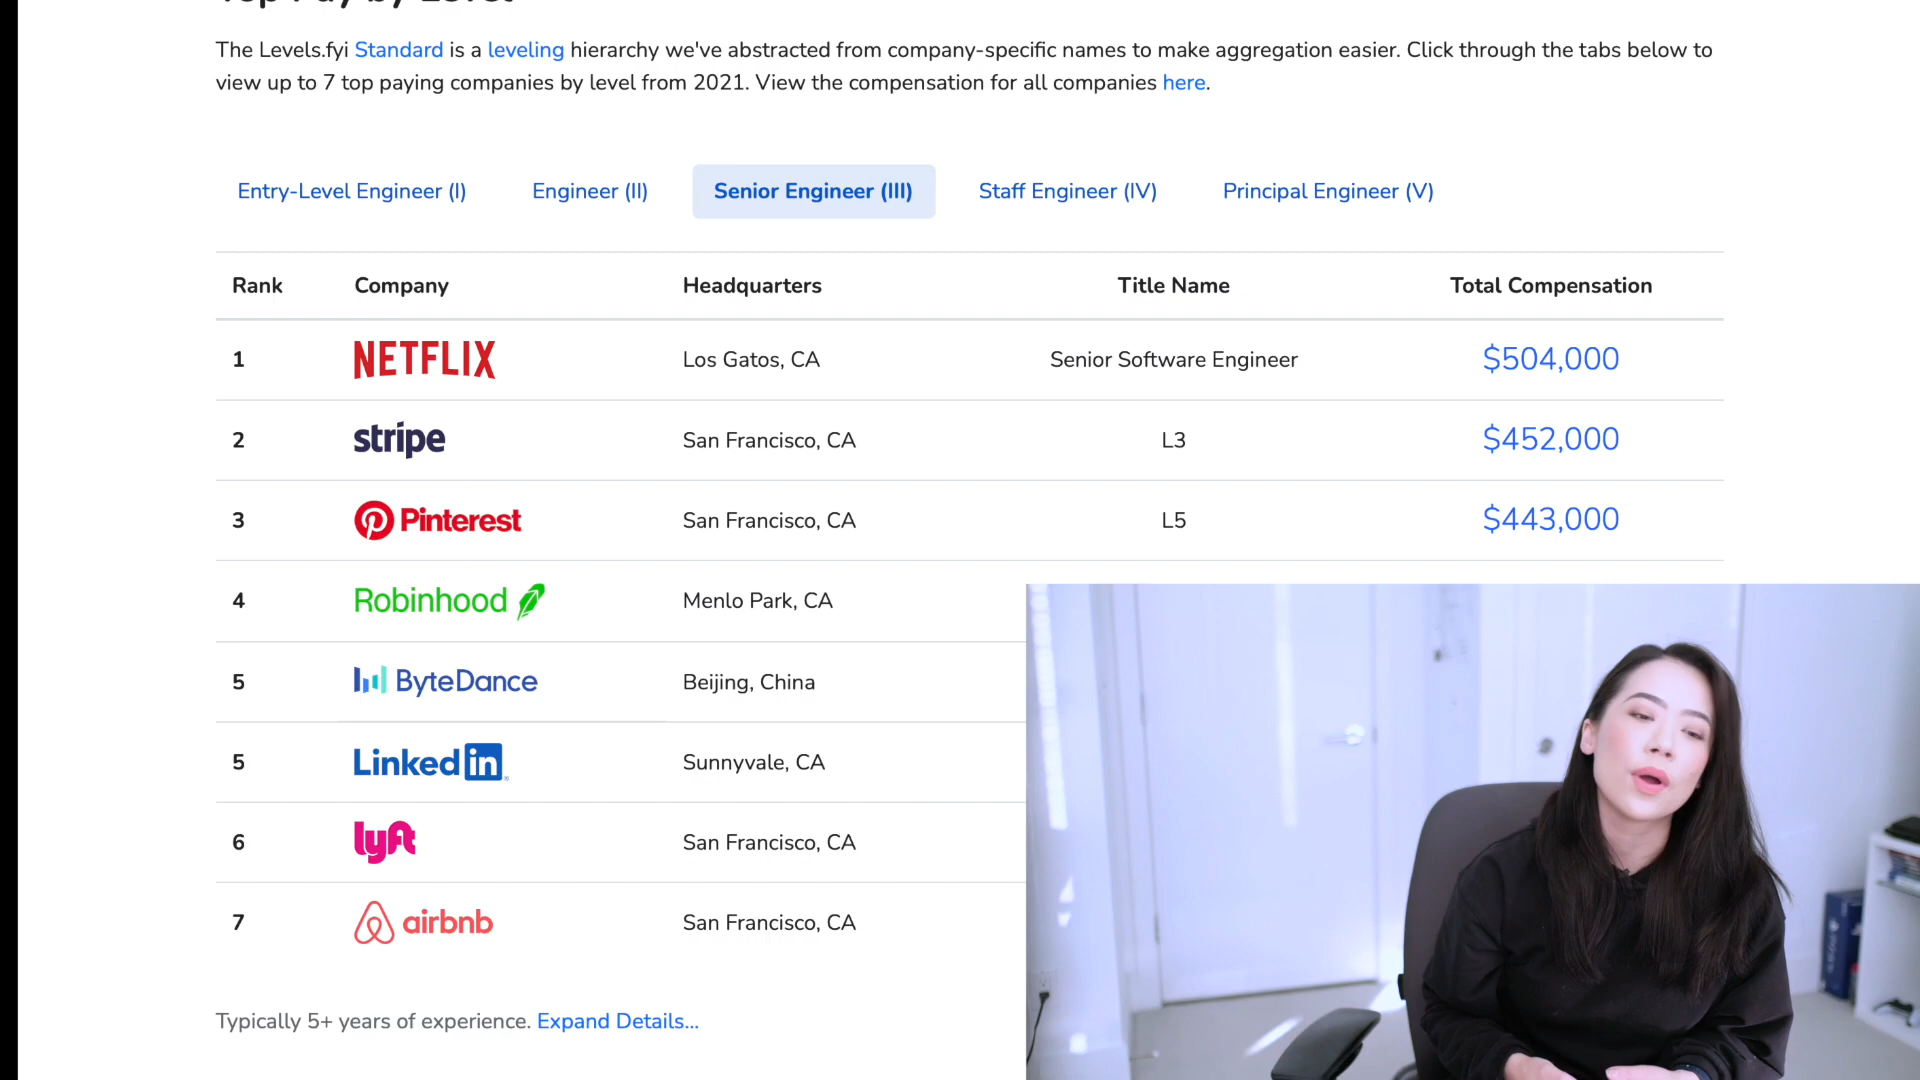 Top Pay by Level
The Levels.fyi Standard is a leveling hierarchy we've abstracted from company-specific names to make aggregation easier. Click through the tabs below to
view up to 7 top paying companies by level from 2021. View the compensation for all companies here.
Entry-Level Engineer (I) Engineer (II) Senior Engineer (III) Staff Engineer (IV) Principal Engineer (V)
Rank Company Headquarters Title Name Total Compensation
1 NETFLIX Los Gatos, CA Senior Software Engineer $504,000
2 stripe San Francisco, CA L3 $452,000
3 Pinterest San Francisco, CA L5 $443,000
4 Robinhood Menlo Park, CA
5 ByteDance Beijing, China
5 Linkedin Sunnyvale, CA
6 lyft San Francisco, CA
7 airbnb San Francisco, CA
Typically 5+ years of experience. Expand Details...